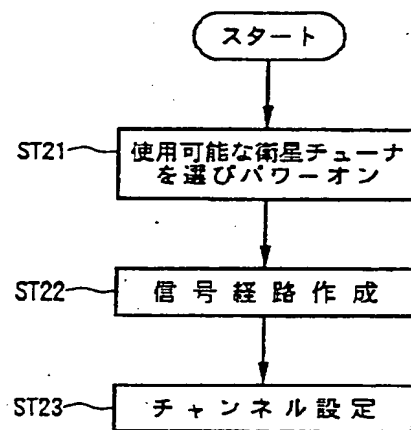 スタート
ST21
使用可能な衛星チューナ
を選びパワーオン
ST22
信号経路作成
ST23
チャンネル設定